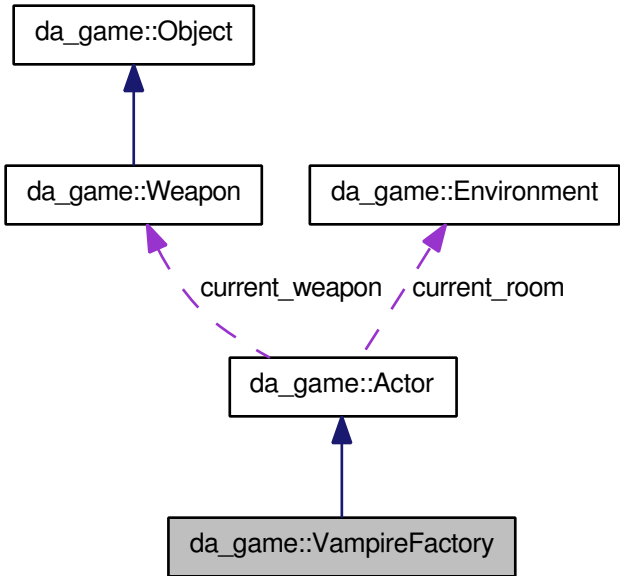 da_game::Object
da_game::Weapon
da_game::Environment
current_weapon
current_room
da_game::Actor
da_game::VampireFactory